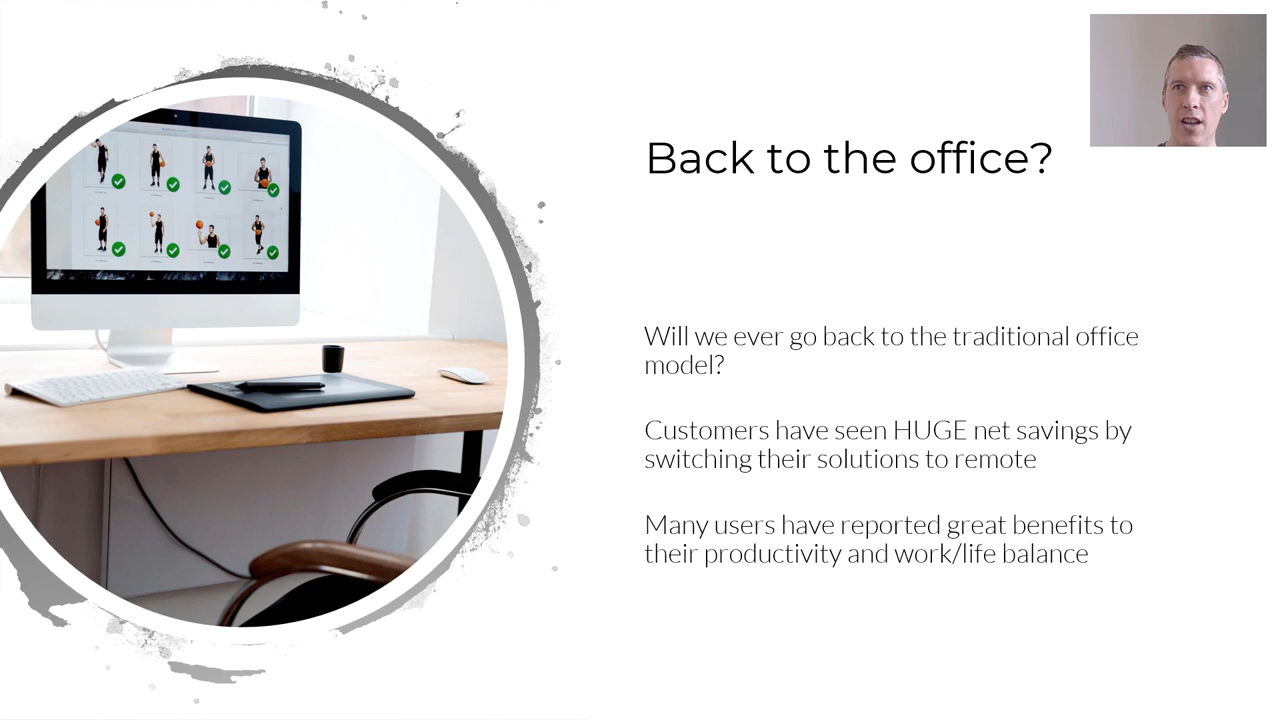 Back to the office?
Will we ever go back to the traditional office
model?
Customers have seen HUGE net savings by
switching their solutions to remote
Many users have reported great benefits to
their productivity and work/life balance